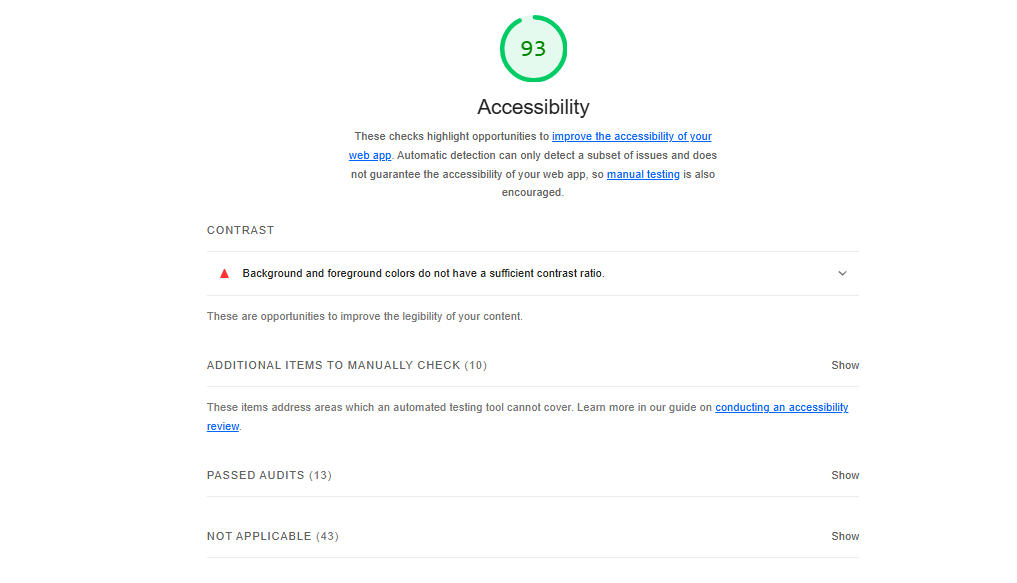 93
Accessibility
These checks highlight opportunities to improve the accessibility of your
web app. Automatic detection can only detect a subset of issues and does
not guarantee the accessibility of your web app, so manual testing is also
encouraged.
CONTRAST
Background and foreground colors do not have a sufficient contrast ratio.
These are opportunities to improve the legibility of your content.
ADDITIONAL ITEMS TO MANUALLY CHECK (10) Show
These items address areas which an automated testing tool cannot cover. Learn more in our guide on conducting an accessibility
review.
PASSED AUDITS (13) Show
NOT APPLICABLE (43) Show